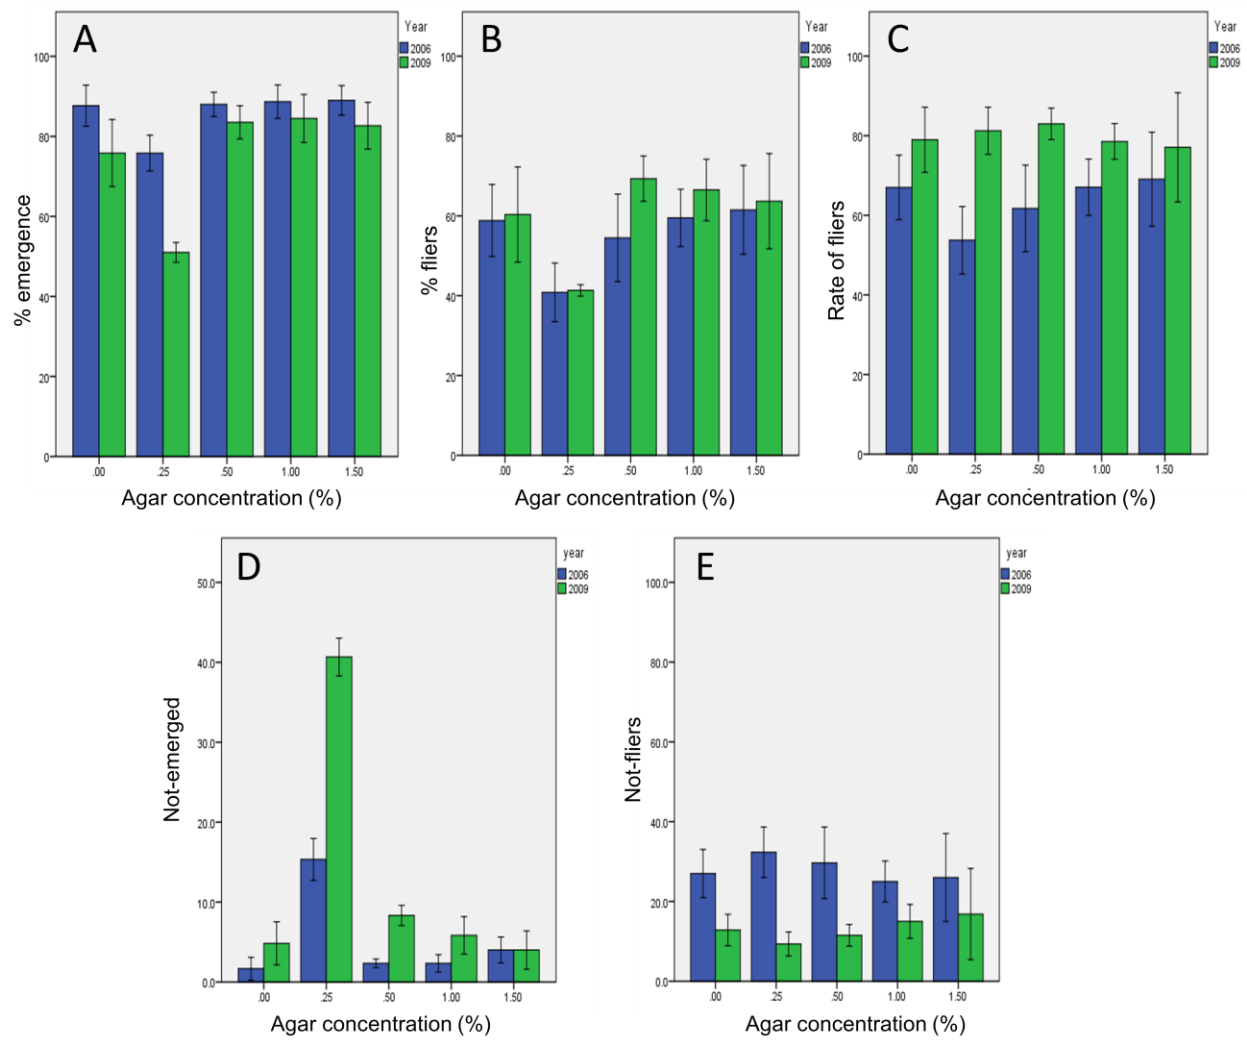 A
Year
2006
2009
100
80
60
40
20
0
% emergence
.00 .25 .50 1.00 1.50
Agar concentration (%)
B
Year
2006
2009
100
80
60
40
20
0
% fliers
.00 .25 .50 1.00 1.50
Agar concentration (%)
C
Year
2006
2009
100
80
60
40
20
0
Rate of fliers
.00 .25 .50 1.00 1.50
Agar concentration (%)
D
year
2006
2009
50.0
40.0
30.0
20.0
10.0
0.0
Not-emerged
.00 .25 .50 1.00 1.50
Agar concentration (%)
E
year
2006
2009
100.0
80.0
60.0
40.0
20.0
0.0
Not-fliers
.00 .25 .50 1.00 1.50
Agar concentration (%)